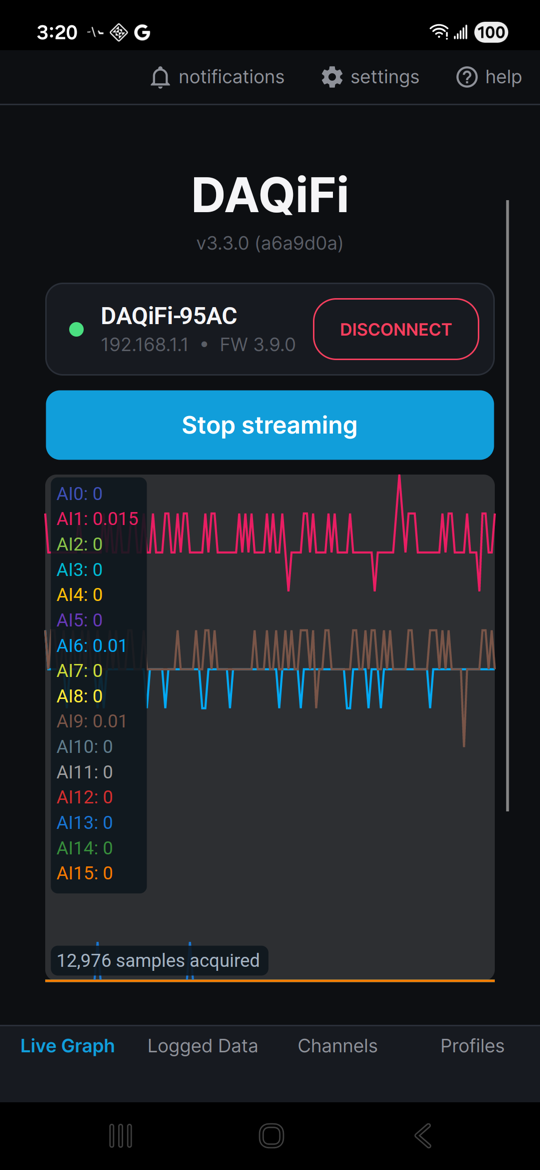 3:20
100
notifications settings help
DAQiFi
v3.3.0 (a6a9d0a)
DAQiFi-95AC
192.168.1.1 • FW 3.9.0
DISCONNECT
Stop streaming
AI0: 0
AI1: 0.015
AI2: 0
AI3: 0
AI4: 0
AI5: 0
AI6: 0.01
AI7: 0
AI8: 0
AI9: 0.01
AI10: 0
AI11: 0
AI12: 0
AI13: 0
AI14: 0
AI15: 0
12,976 samples acquired
Live Graph Logged Data Channels Profiles